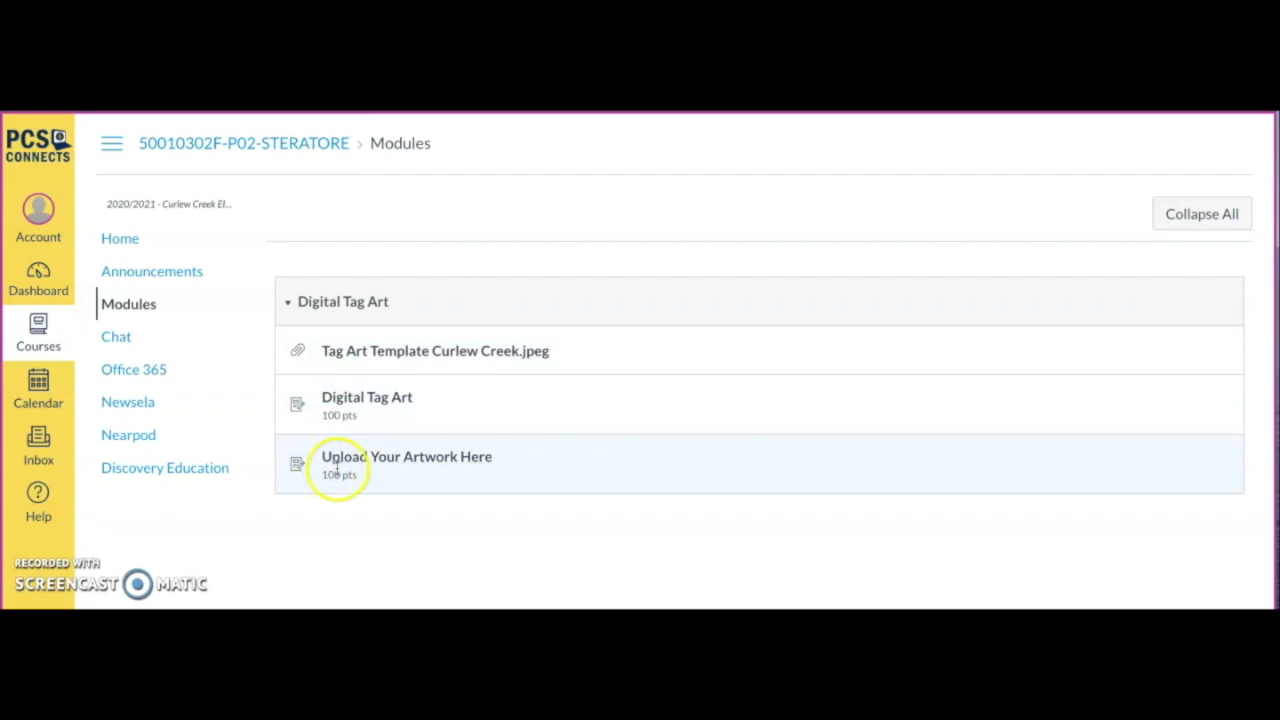 PCS
CONNECTS
Account
Dashboard
Courses
Calendar
Inbox
Help
50010302F-P02-STERATORE > Modules
2020/2021 - Curlew Creek El...
Home
Announcements
Modules
Chat
Office 365
Newsela
Nearpod
Discovery Education
Collapse All
Digital Tag Art
Tag Art Template Curlew Creek.jpeg
Digital Tag Art
100 pts
Upload Your Artwork Here
100 pts
RECORDED WITH
SCREENCAST MATIC